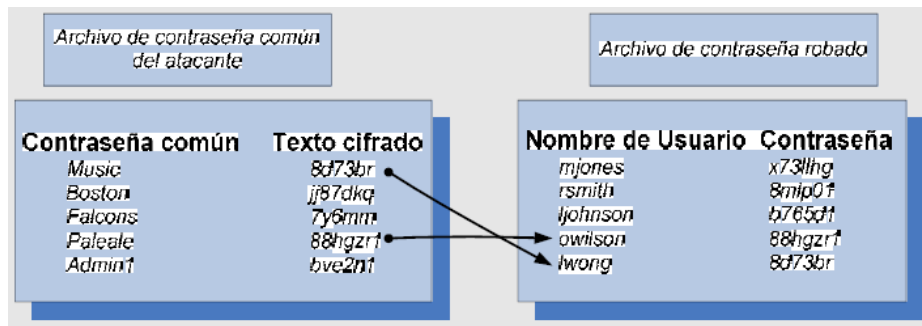 Archivo de contraseña común
del atacante
Archivo de contraseña robado
Contraseña común Texto cifrado
Music 8d73br
Boston jj87dkq
Falcons 7y6mm
Paleale 88hgzr1
Admin1 bve2n1
Nombre de Usuario Contraseña
mjones x73llhg
rsmith 8mlp01
ljohnson b765d1
owilson 88hgzr1
lwong 8d73br